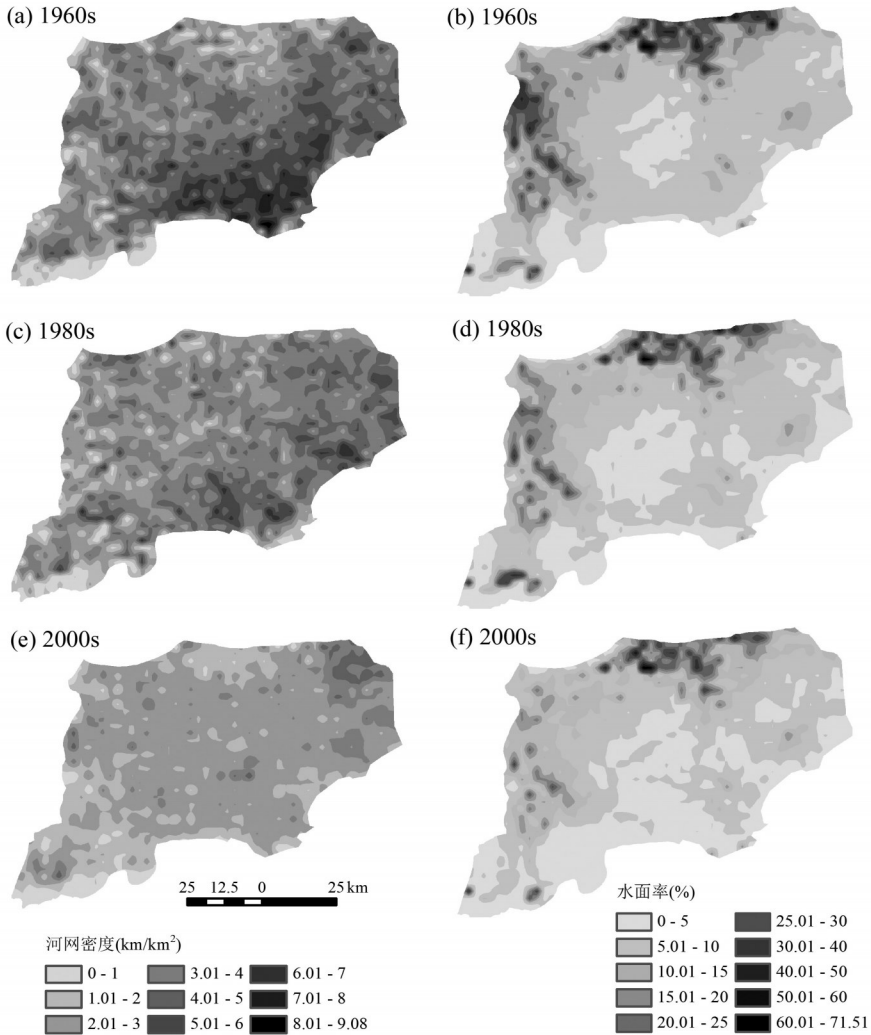 (a) 1960s
(b) 1960s
(c) 1980s
(d) 1980s
(e) 2000s
(f) 2000s
25 12.5 0 25 km
河网密度(km/km²)
0 - 1
1.01 - 2
2.01 - 3
3.01 - 4
4.01 - 5
5.01 - 6
6.01 - 7
7.01 - 8
8.01 - 9.08
水面率(%)
0 - 5
5.01 - 10
10.01 - 15
15.01 - 20
20.01 - 25
25.01 - 30
30.01 - 40
40.01 - 50
50.01 - 60
60.01 - 71.51